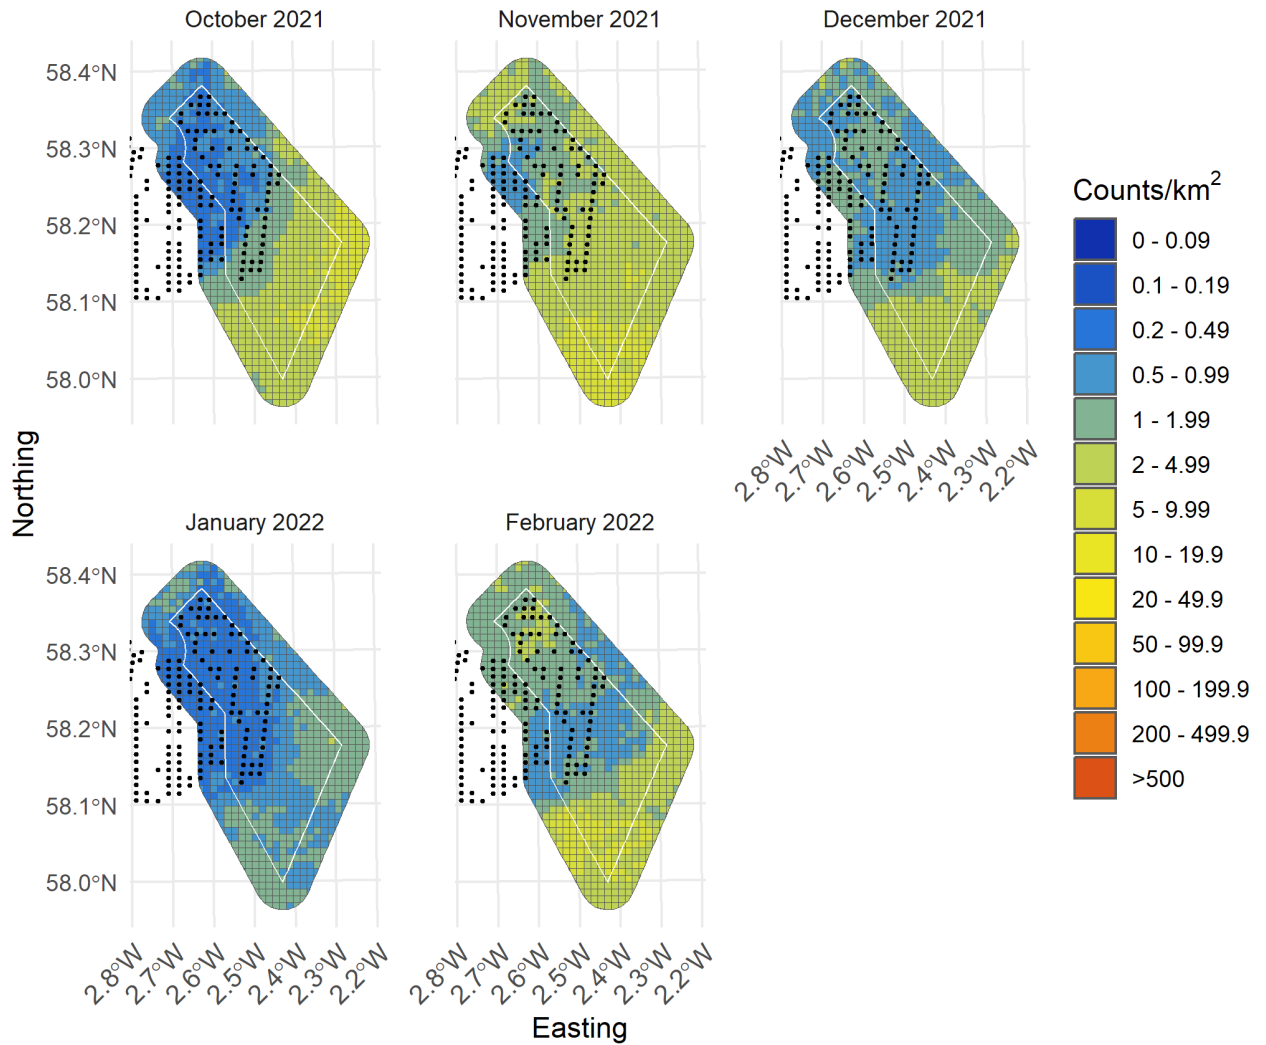 October 2021
November 2021
December 2021
58.4°N
58.3°N
58.2°N
58.1°N
58.0°N
2.8°W
2.7°W
2.6°W
2.5°W
2.4°W
2.3°W
2.2°W
Northing
January 2022
February 2022
58.4°N
58.3°N
58.2°N
58.1°N
58.0°N
2.8°W
2.7°W
2.6°W
2.5°W
2.4°W
2.3°W
2.2°W
2.8°W
2.7°W
2.6°W
2.5°W
2.4°W
2.3°W
2.2°W
Easting
Counts/km²
0 - 0.09
0.1 - 0.19
0.2 - 0.49
0.5 - 0.99
1 - 1.99
2 - 4.99
5 - 9.99
10 - 19.9
20 - 49.9
50 - 99.9
100 - 199.9
200 - 499.9
>500